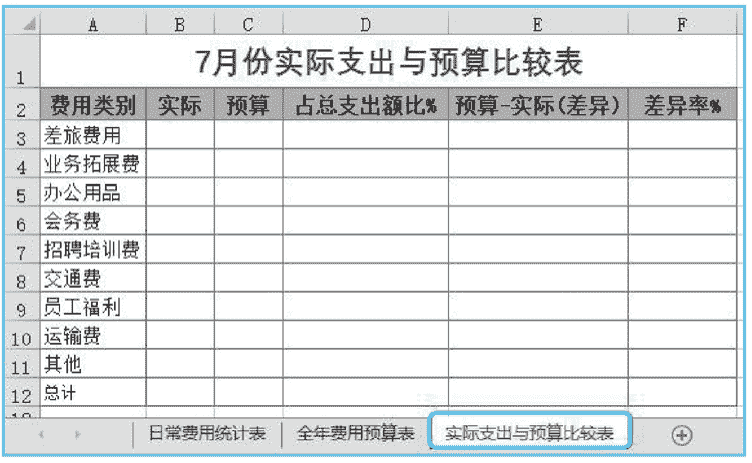 A B C D E F
1 7月份实际支出与预算比较表
2 费用类别 实际 预算 占总支出额比% 预算-实际(差异) 差异率%
3 差旅费用
4 业务拓展费
5 办公用品
6 会务费
7 招聘培训费
8 交通费
9 员工福利
10 运输费
11 其他
12 总计
日常费用统计表 全年费用预算表 实际支出与预算比较表